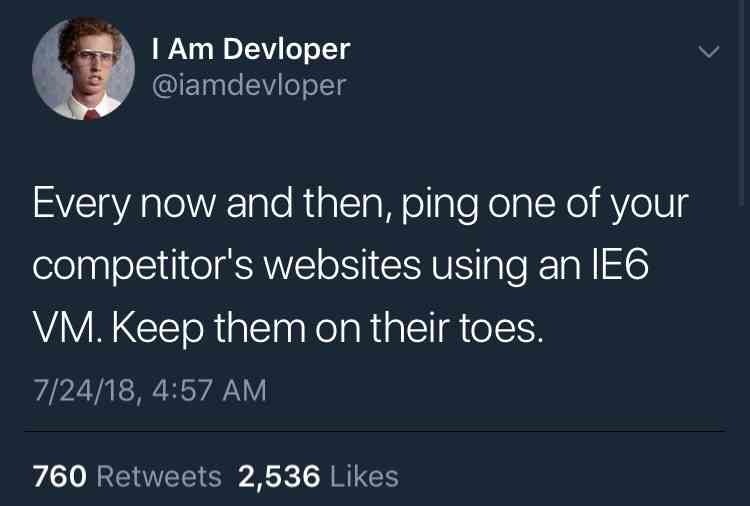 I Am Devloper
@iamdevloper
Every now and then, ping one of your
competitor's websites using an IE6
VM. Keep them on their toes.
7/24/18, 4:57 AM
760 Retweets 2,536 Likes